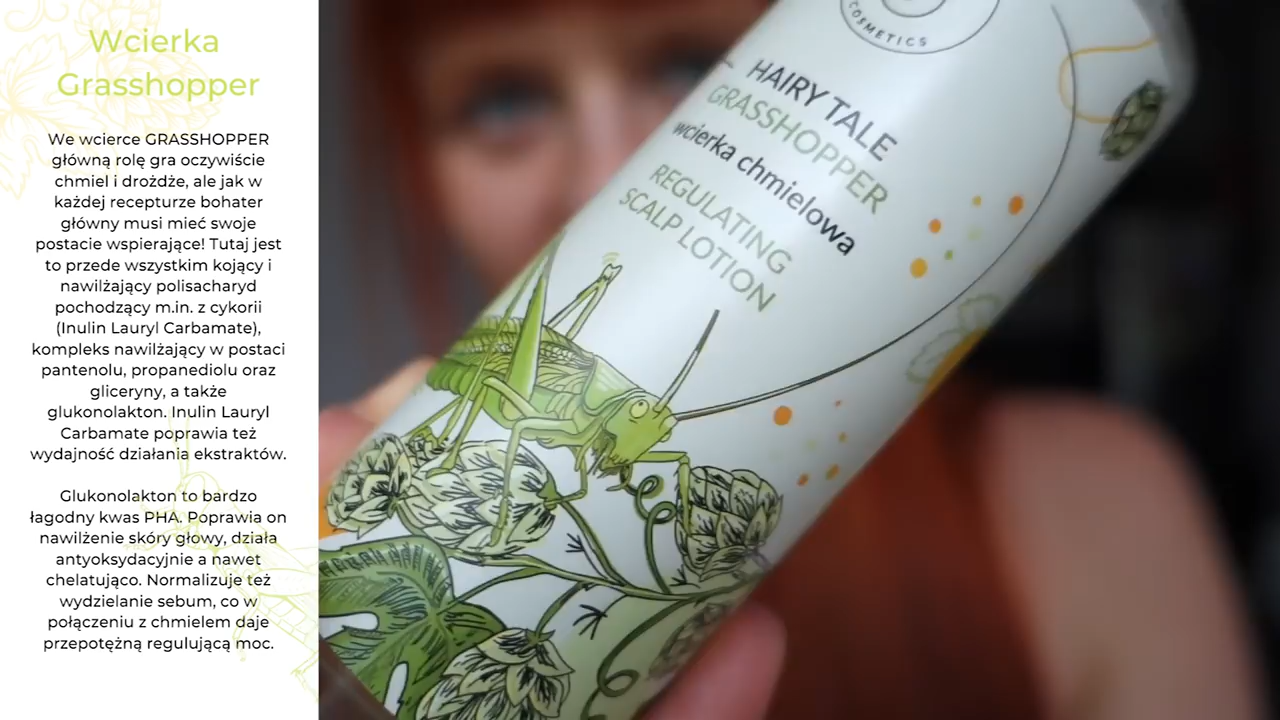 Wcierka
Grasshopper
We wcierce GRASSHOPPER
główną rolę gra oczywiście
chmiel i drożdże, ale jak w
każdej recepturze bohater
główny musi mieć swoje
postacie wspierające! Tutaj jest
to przede wszystkim kojący i
nawilżający polisacharyd
pochodzący m.in. z cykorii
(Inulin Lauryl Carbamate),
kompleks nawilżający w postaci
pantenolu, propanediolu oraz
gliceryny, a także
glukonolakton. Inulin Lauryl
Carbamate poprawia też
wydajność działania ekstraktów.
Glukonolakton to bardzo
łagodny kwas PHA. Poprawia on
nawilżenie skóry głowy, działa
antyoksydacyjnie a nawet
chelatująco. Normalizuje też
wydzielanie sebum, co w
połączeniu z chmielem daje
przepotężną regulującą moc.
COSMETICS
HAIRY TALE
GRASSHOPPER
wcierka chmielowa
REGULATING
SCALP LOTION